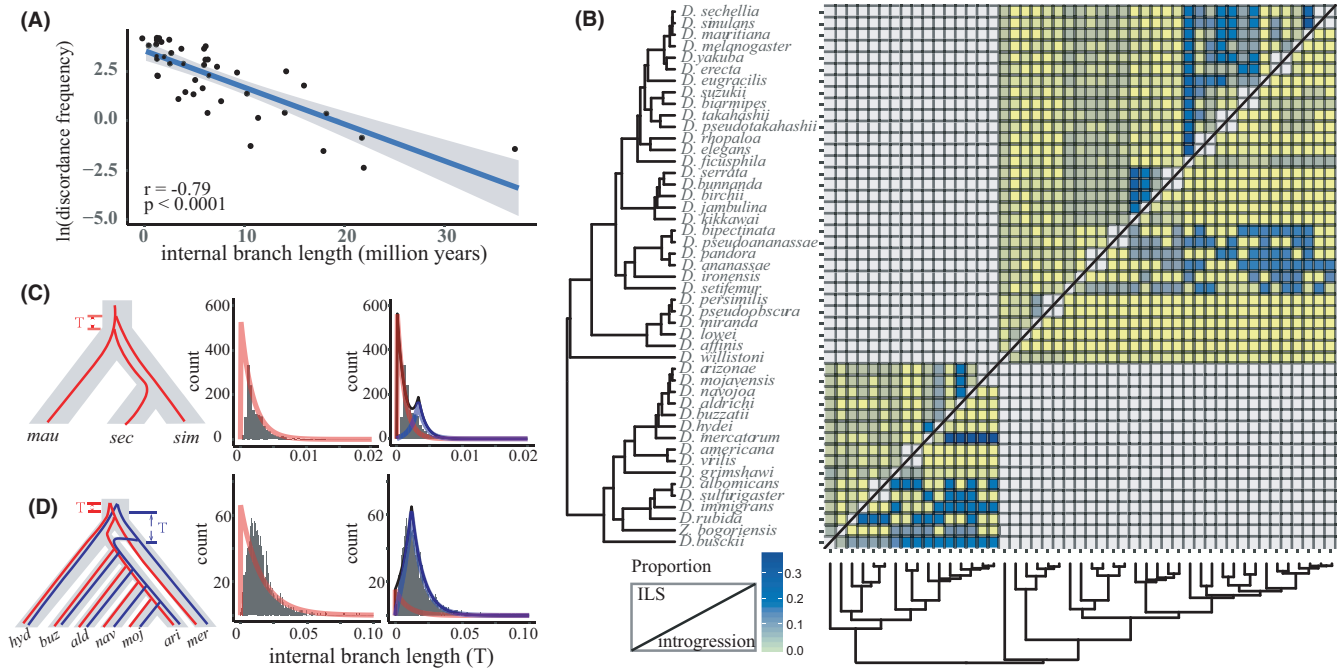 (A)
ln(discordance frequency)
2.5
0.0
−2.5
−5.0
r = -0.79
p < 0.0001
0
10
20
30
internal branch length (million years)
(B)
D. sechellia
D. simulans
D. mauritiana
D. melanogaster
D.yakuba
D. erecta
D. eugracilis
D. suzukii
D. biarmipes
D. takahashii
D. pseudotakahashii
D. rhopaloa
D. elegans
D. ficusphila
D. serrata
D.bunnanda
D. birchii
D. jambulina
D. kikkawai
D. bipectinata
D. pseudoananassae
D. pandora
D. ananassae
D. ironensis
D. setifemur
D. persimilis
D. pseudoobscura
D. miranda
D. lowei
D. affinis
D. willistoni
D. arizonae
D. mojavensis
D. navojoa
D. aldrichi
D.buzzatii
D.hydei
D. mercatorum
D. americana
D. vrilis
D. grimshawi
D. albomicans
D. sulfurigaster
D. immigrans
D.rubida
Z. bogoriensis
D.busckii
Proportion
ILS
introgression
0.3
0.2
0.1
0.0
(C)
T
mau sec sim
count
600
400
200
0
0 0.01 0.02
count
600
400
200
0
0 0.01 0.02
(D)
T
T
hyd buz ald nav moj ari mer
count
60
40
20
0 0.05 0.10
count
60
40
20
0 0.05 0.10
internal branch length (T)